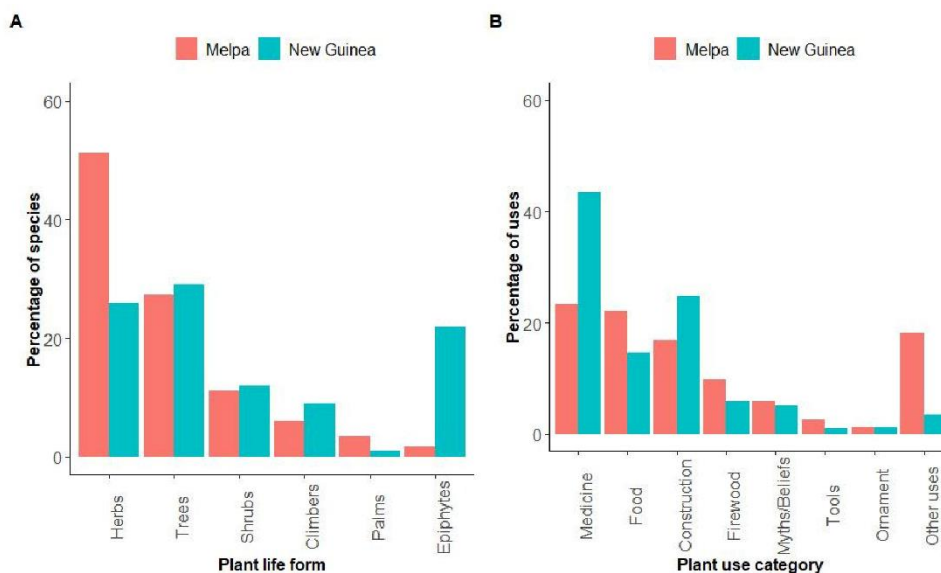 A
Melpa New Guinea
Percentage of species
60
40
20
0
Herbs
Trees
Shrubs
Climbers
Palms
Epiphytes
Plant life form
B
Melpa New Guinea
Percentage of uses
60
40
20
0
Medicine
Food
Construction
Firewood
Myths/Beliefs
Tools
Ornament
Other uses
Plant use category